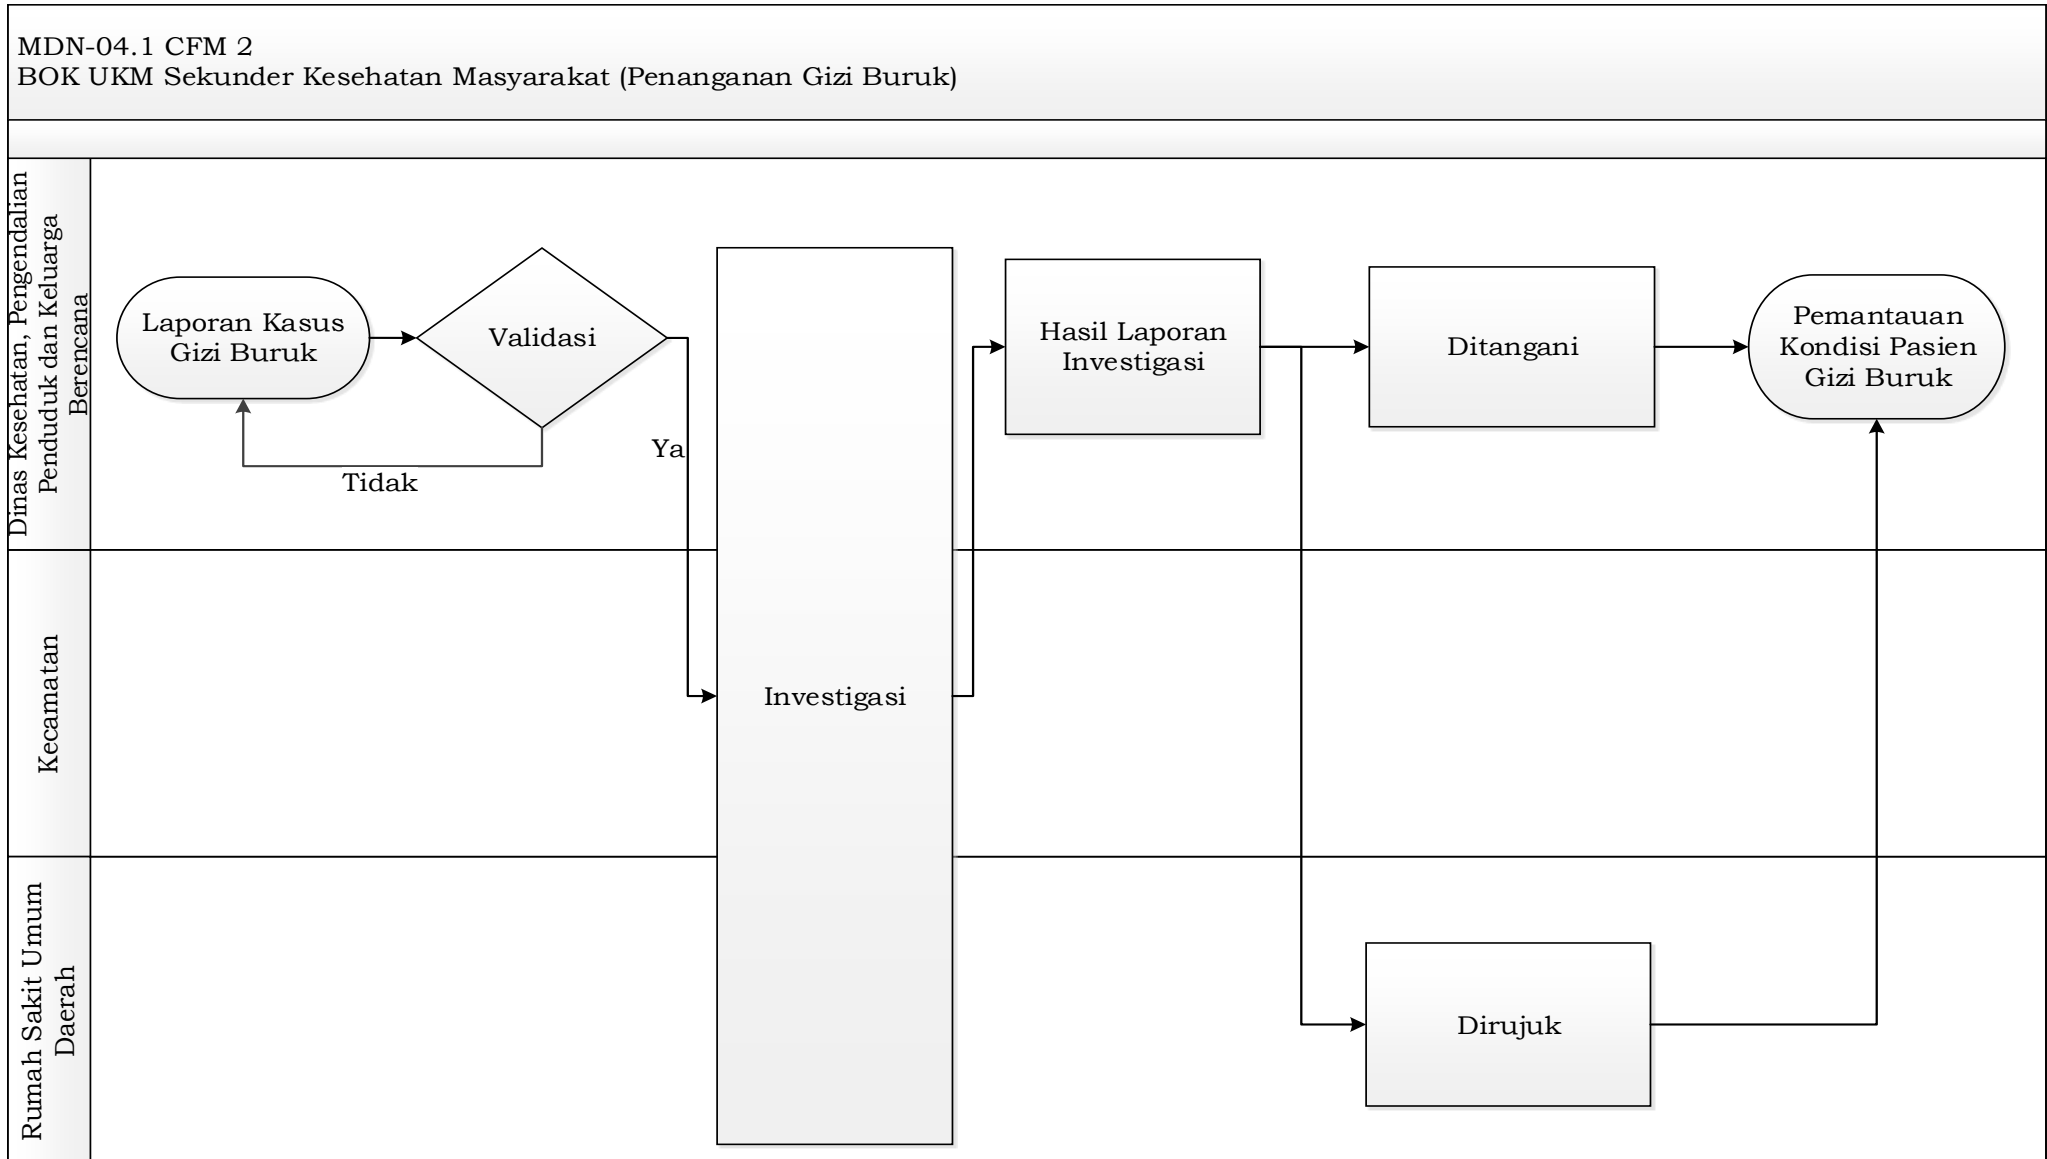 MDN-04.1 CFM 2
BOK UKM Sekunder Kesehatan Masyarakat (Penanganan Gizi Buruk)
Dinas Kesehatan, Pengendalian
Penduduk dan Keluarga
Berencana
Laporan Kasus
Gizi Buruk
Validasi
Tidak
Ya
Hasil Laporan
Investigasi
Ditangani
Pemantauan
Kondisi Pasien
Gizi Buruk
Kecamatan
Investigasi
Rumah Sakit Umum
Daerah
Dirujuk